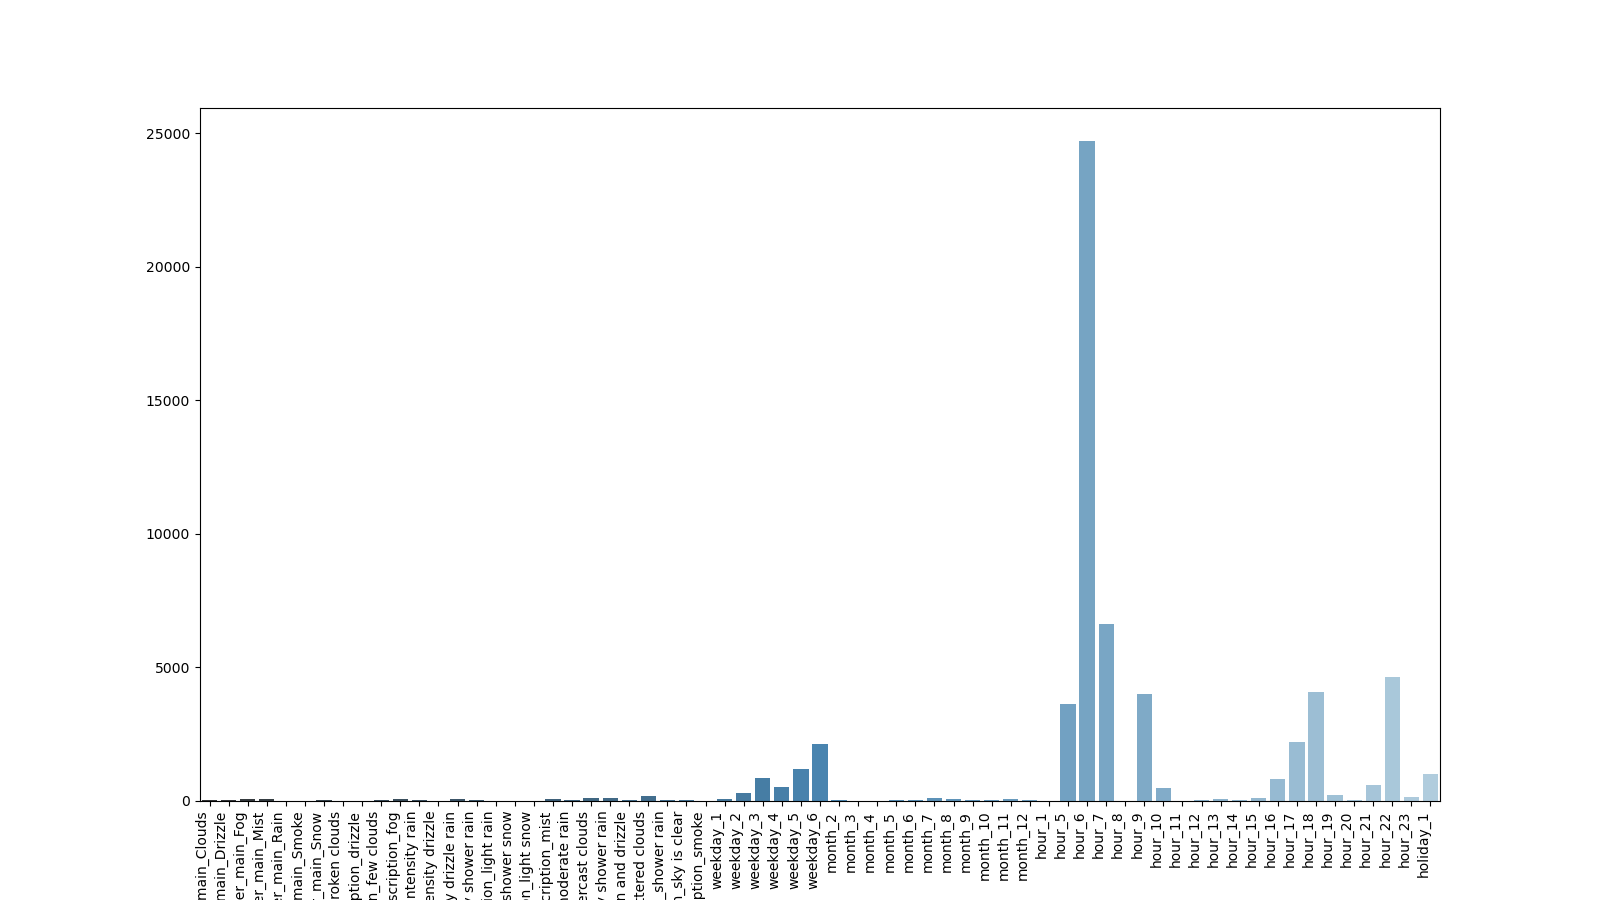 25000
20000
15000
10000
5000
0
main_Clouds
main_Drizzle
er_main_Fog
er_main_Mist
r_main_Rain
main_Smoke
_main_Snow
roken clouds
ption_drizzle
n_few clouds
scription_fog
ntensity rain
ensity drizzle
y drizzle rain
shower rain
ion_light rain
shower snow
on_light snow
cription_mist
moderate rain
ercast clouds
shower rain
n and drizzle
ttered clouds
_shower rain
n_sky is clear
ption_smoke
weekday_1
weekday_2
weekday_3
weekday_4
weekday_5
weekday_6
month_2
month_3
month_4
month_5
month_6
month_7
month_8
month_9
month_10
month_11
month_12
hour_1
hour_5
hour_6
hour_7
hour_8
hour_9
hour_10
hour_11
hour_12
hour_13
hour_14
hour_15
hour_16
hour_17
hour_18
hour_19
hour_20
hour_21
hour_22
hour_23
holiday_1